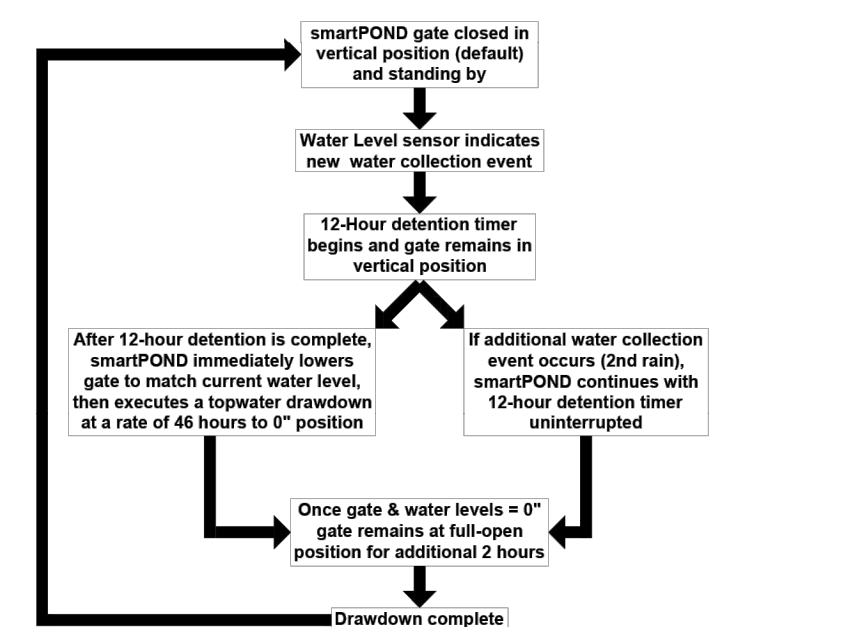 smartPOND gate closed in
vertical position (default)
and standing by
Water Level sensor indicates
new water collection event
12-Hour detention timer
begins and gate remains in
vertical position
After 12-hour detention is complete,
smartPOND immediately lowers
gate to match current water level,
then executes a topwater drawdown
at a rate of 46 hours to 0" position
If additional water collection
event occurs (2nd rain),
smartPOND continues with
12-hour detention timer
uninterrupted
Once gate & water levels = 0"
gate remains at full-open
position for additional 2 hours
Drawdown complete